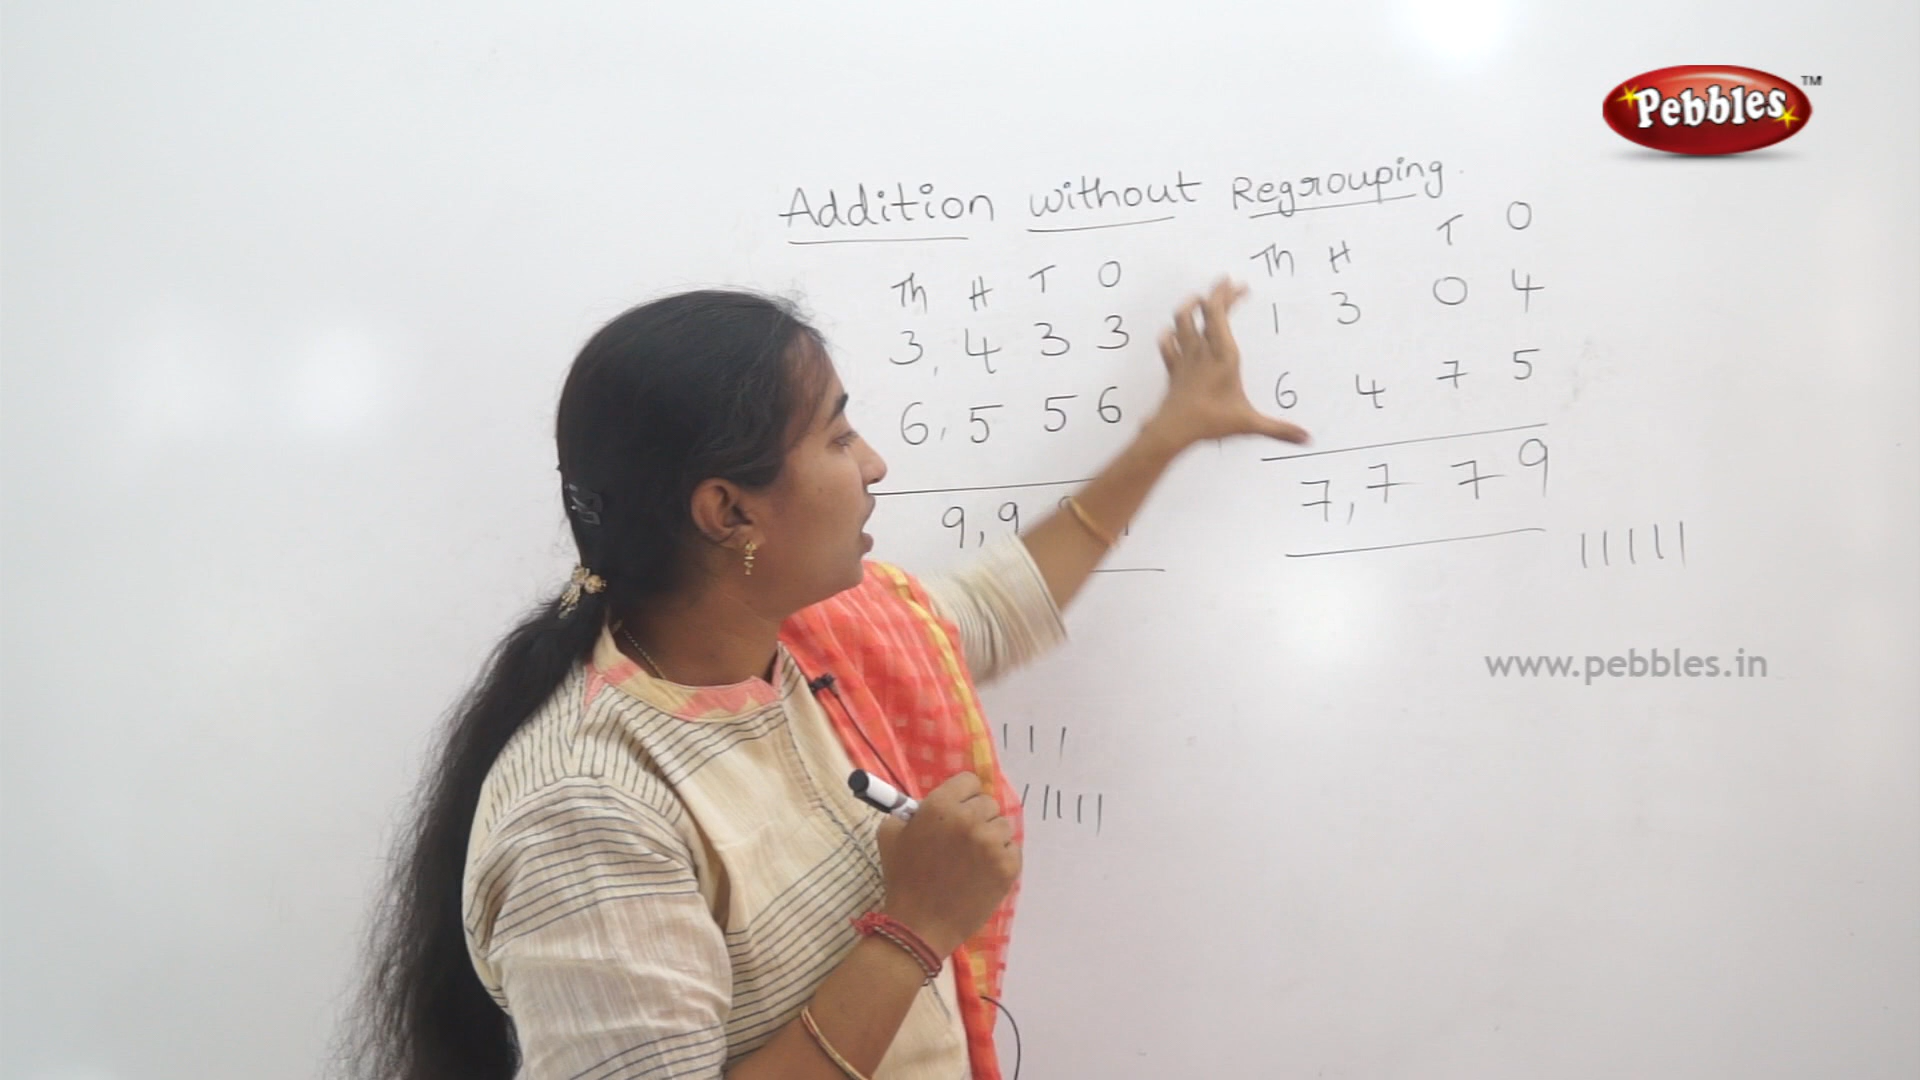 Pebbles™
Addition without Regrouping.
Th H T O
3,4 3 3
6,5 5 6
9,9
Th H T O
1 3 0 4
6 4 7 5
7,7 7 9
www.pebbles.in